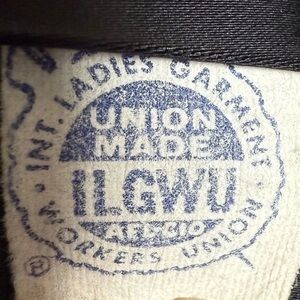 INT. LADIES GARMENT
UNION
MADE
ILGWU
AFL-CIO
WORKERS UNION
®